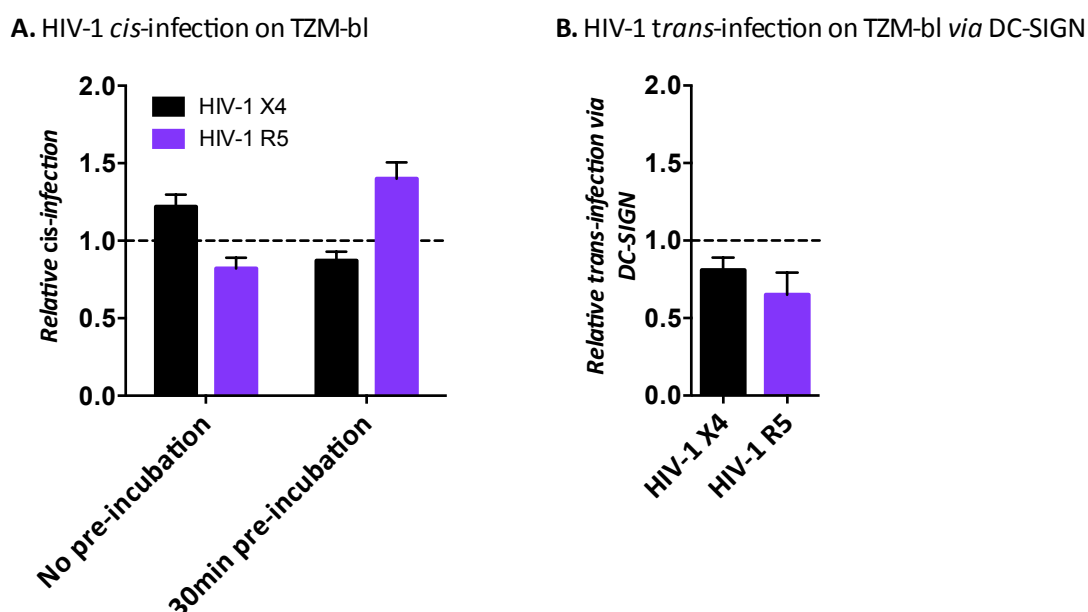 A. HIV-1 cis-infection on TZM-bl
2.0
1.5
1.0
0.5
0.0
Relative cis-infection
HIV-1 X4
HIV-1 R5
No pre-incubation
30min pre-incubation
B. HIV-1 trans-infection on TZM-bl via DC-SIGN
2.0
1.5
1.0
0.5
0.0
Relative trans-infection via
DC-SIGN
HIV-1 X4
HIV-1 R5